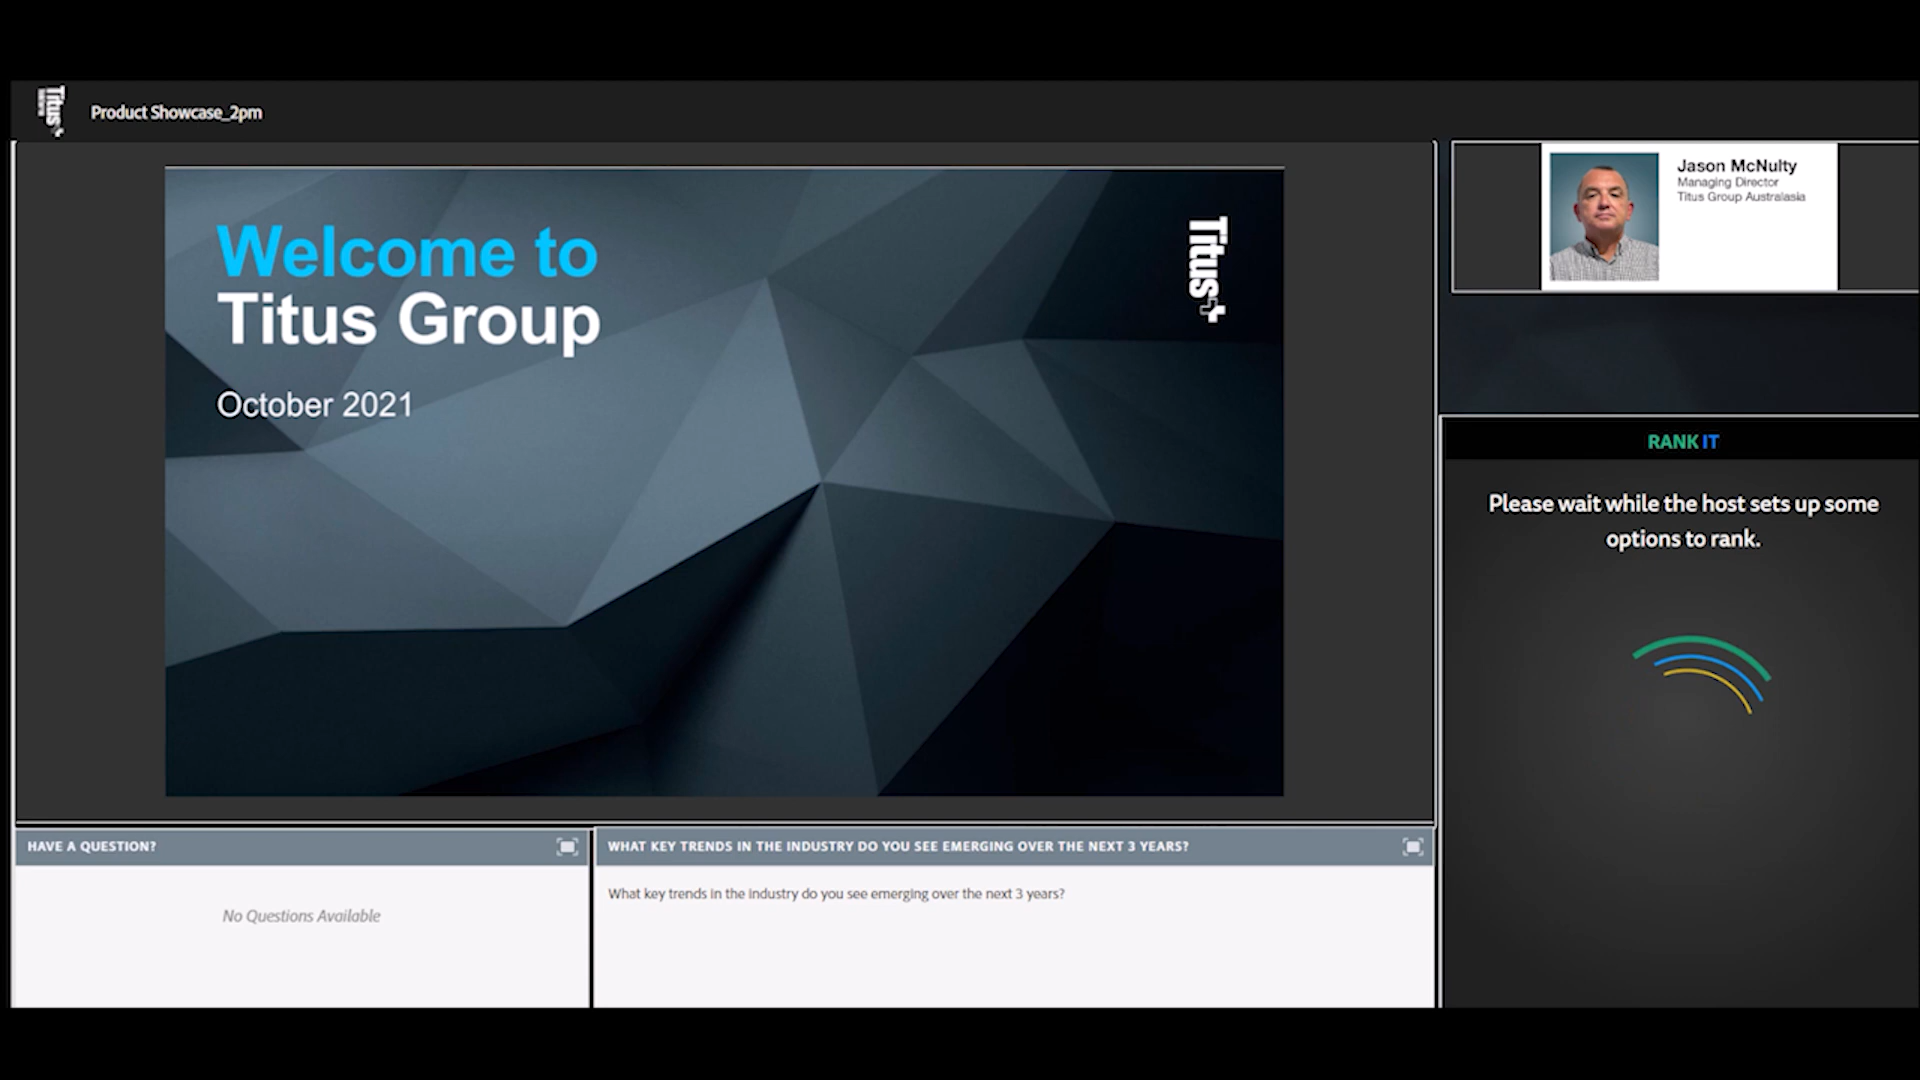 Titus
Product Showcase_2pm
Welcome to
Titus Group
October 2021
Titus
Jason McNulty
Managing Director
Titus Group Australasia
RANK IT
Please wait while the host sets up some
options to rank.
HAVE A QUESTION?
No Questions Available
WHAT KEY TRENDS IN THE INDUSTRY DO YOU SEE EMERGING OVER THE NEXT 3 YEARS?
What key trends in the industry do you see emerging over the next 3 years?